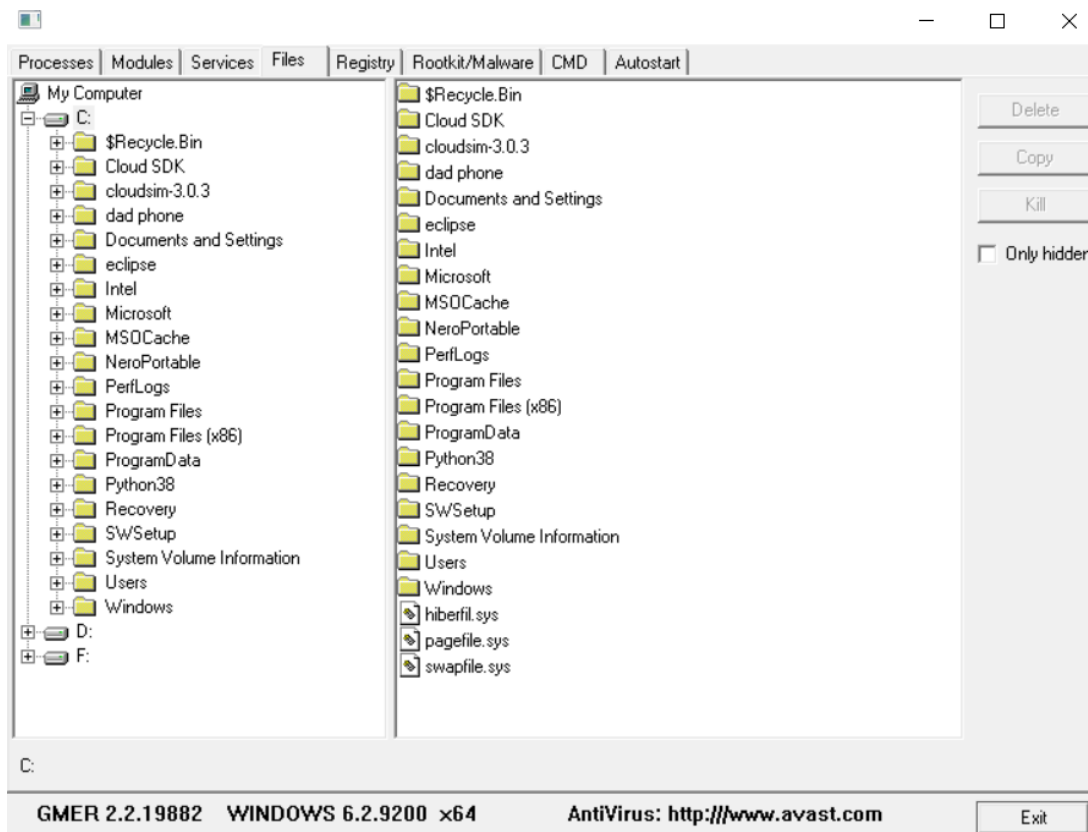 Processes Modules Services Files Registry Rootkit/Malware CMD Autostart
My Computer
C:
$Recycle.Bin
Cloud SDK
cloudsim-3.0.3
dad phone
Documents and Settings
eclipse
Intel
Microsoft
MSOCache
NeroPortable
PerfLogs
Program Files
Program Files (x86)
ProgramData
Python38
Recovery
SWSetup
System Volume Information
Users
Windows
D:
F:
$Recycle.Bin
Cloud SDK
cloudsim-3.0.3
dad phone
Documents and Settings
eclipse
Intel
Microsoft
MSOCache
NeroPortable
PerfLogs
Program Files
Program Files (x86)
ProgramData
Python38
Recovery
SWSetup
System Volume Information
Users
Windows
hiberfil.sys
pagefile.sys
swapfile.sys
Delete
Copy
Kill
Only hidden
C:
GMER 2.2.19882 WINDOWS 6.2.9200 x64 AntiVirus: http:///www.avast.com Exit